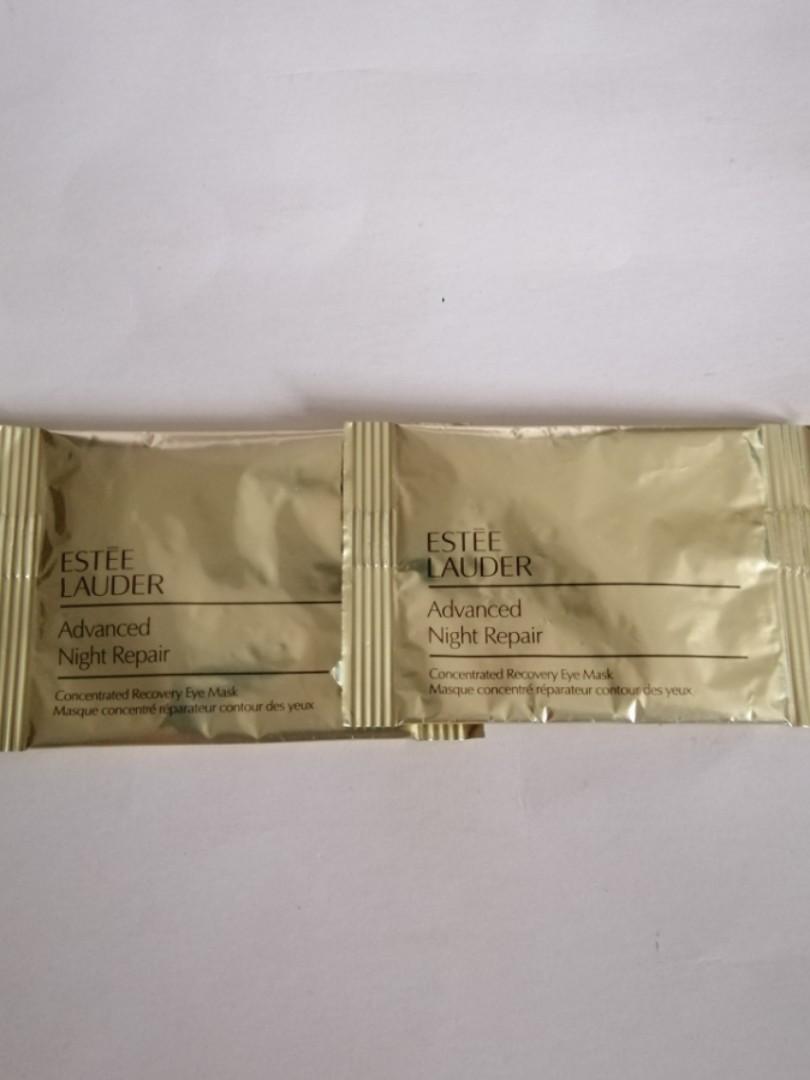 ESTĒE
LAUDER
Advanced
Night Repair
Concentrated Recovery Eye Mask
Masque concentré réparateur contour des yeux
ESTĒE
LAUDER
Advanced
Night Repair
Concentrated Recovery Eye Mask
Masque concentré réparateur contour des yeux